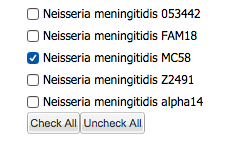 Neisseria meningitidis 053442
Neisseria meningitidis FAM18
Neisseria meningitidis MC58
Neisseria meningitidis Z2491
Neisseria meningitidis alpha14
Check All Uncheck All